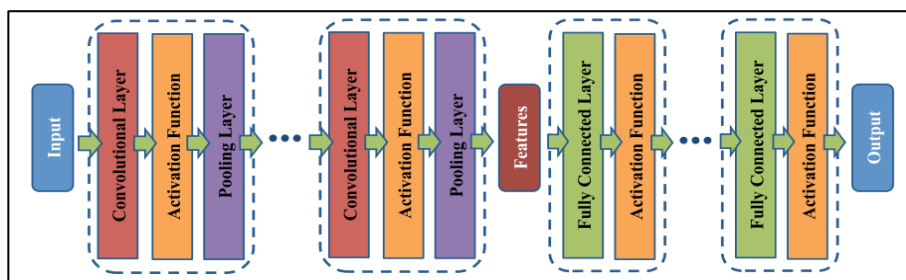 Input
Convolutional Layer
Activation Function
Pooling Layer
Convolutional Layer
Activation Function
Pooling Layer
Features
Fully Connected Layer
Activation Function
Fully Connected Layer
Activation Function
Output